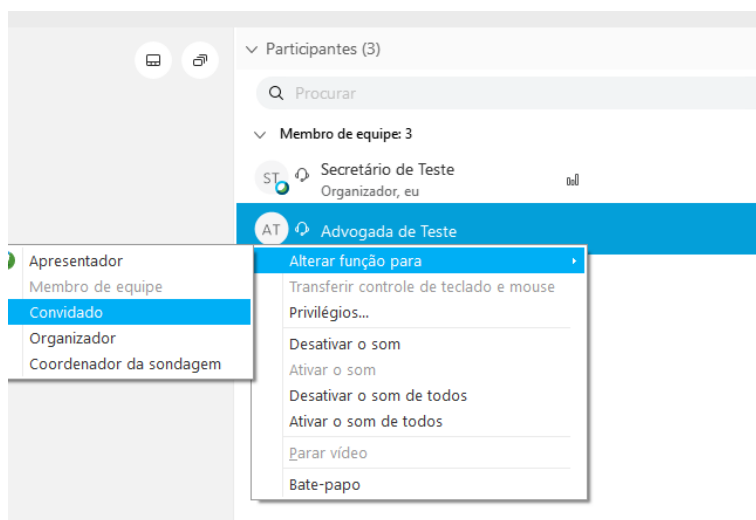 Participantes (3)
Procurar
Membro de equipe: 3
ST
Secretário de Teste
Organizador, eu
AT
Advogada de Teste
Alterar função para
Transferir controle de teclado e mouse
Privilégios...
Desativar o som
Ativar o som
Desativar o som de todos
Ativar o som de todos
Parar vídeo
Bate-papo
Apresentador
Membro de equipe
Convidado
Organizador
Coordenador da sondagem